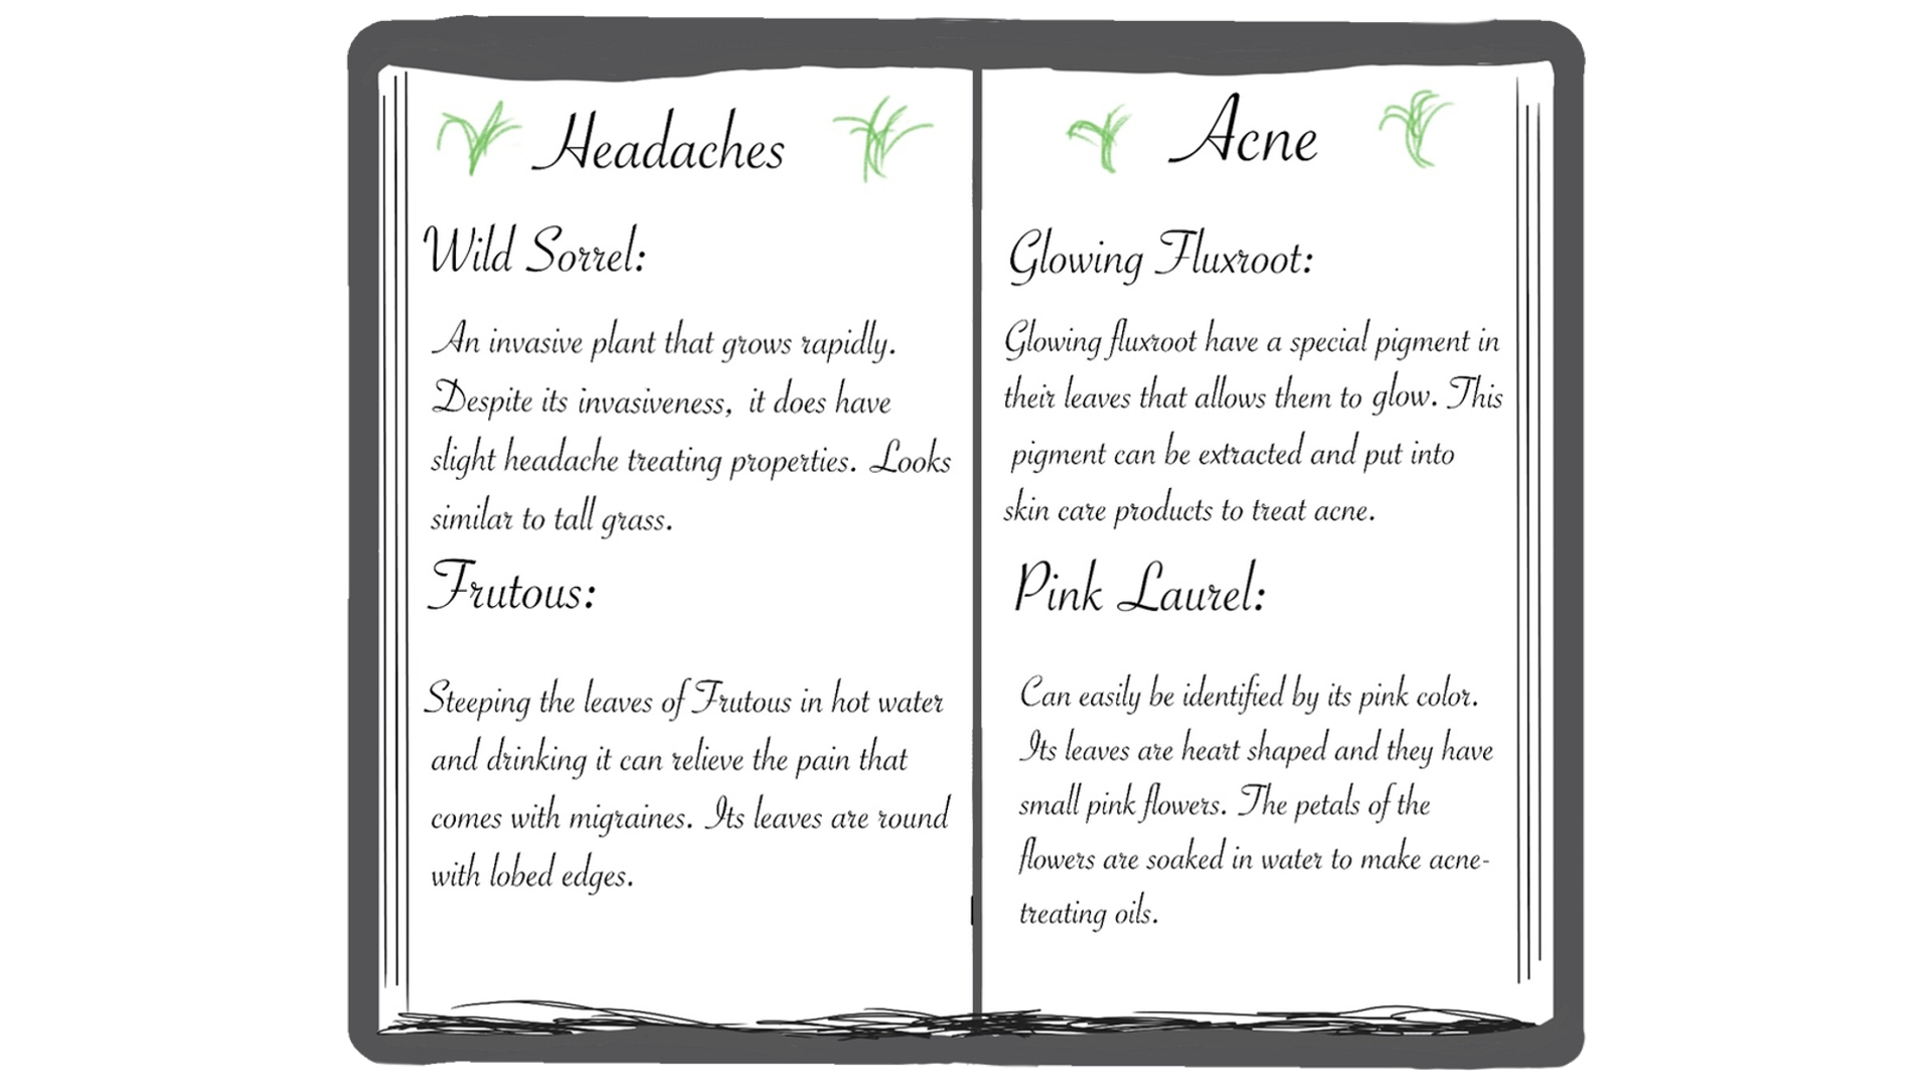 Headaches
Wild Sorrel:
An invasive plant that grows rapidly.
Despite its invasiveness, it does have
slight headache treating properties. Looks
similar to tall grass.
Frutous:
Steeping the leaves of Frutous in hot water
and drinking it can relieve the pain that
comes with migraines. Its leaves are round
with lobed edges.
Acne
Glowing Fluxroot:
Glowing fluxroot have a special pigment in
their leaves that allows them to glow. This
pigment can be extracted and put into
skin care products to treat acne.
Pink Laurel:
Can easily be identified by its pink color.
Its leaves are heart shaped and they have
small pink flowers. The petals of the
flowers are soaked in water to make acne-
treating oils.